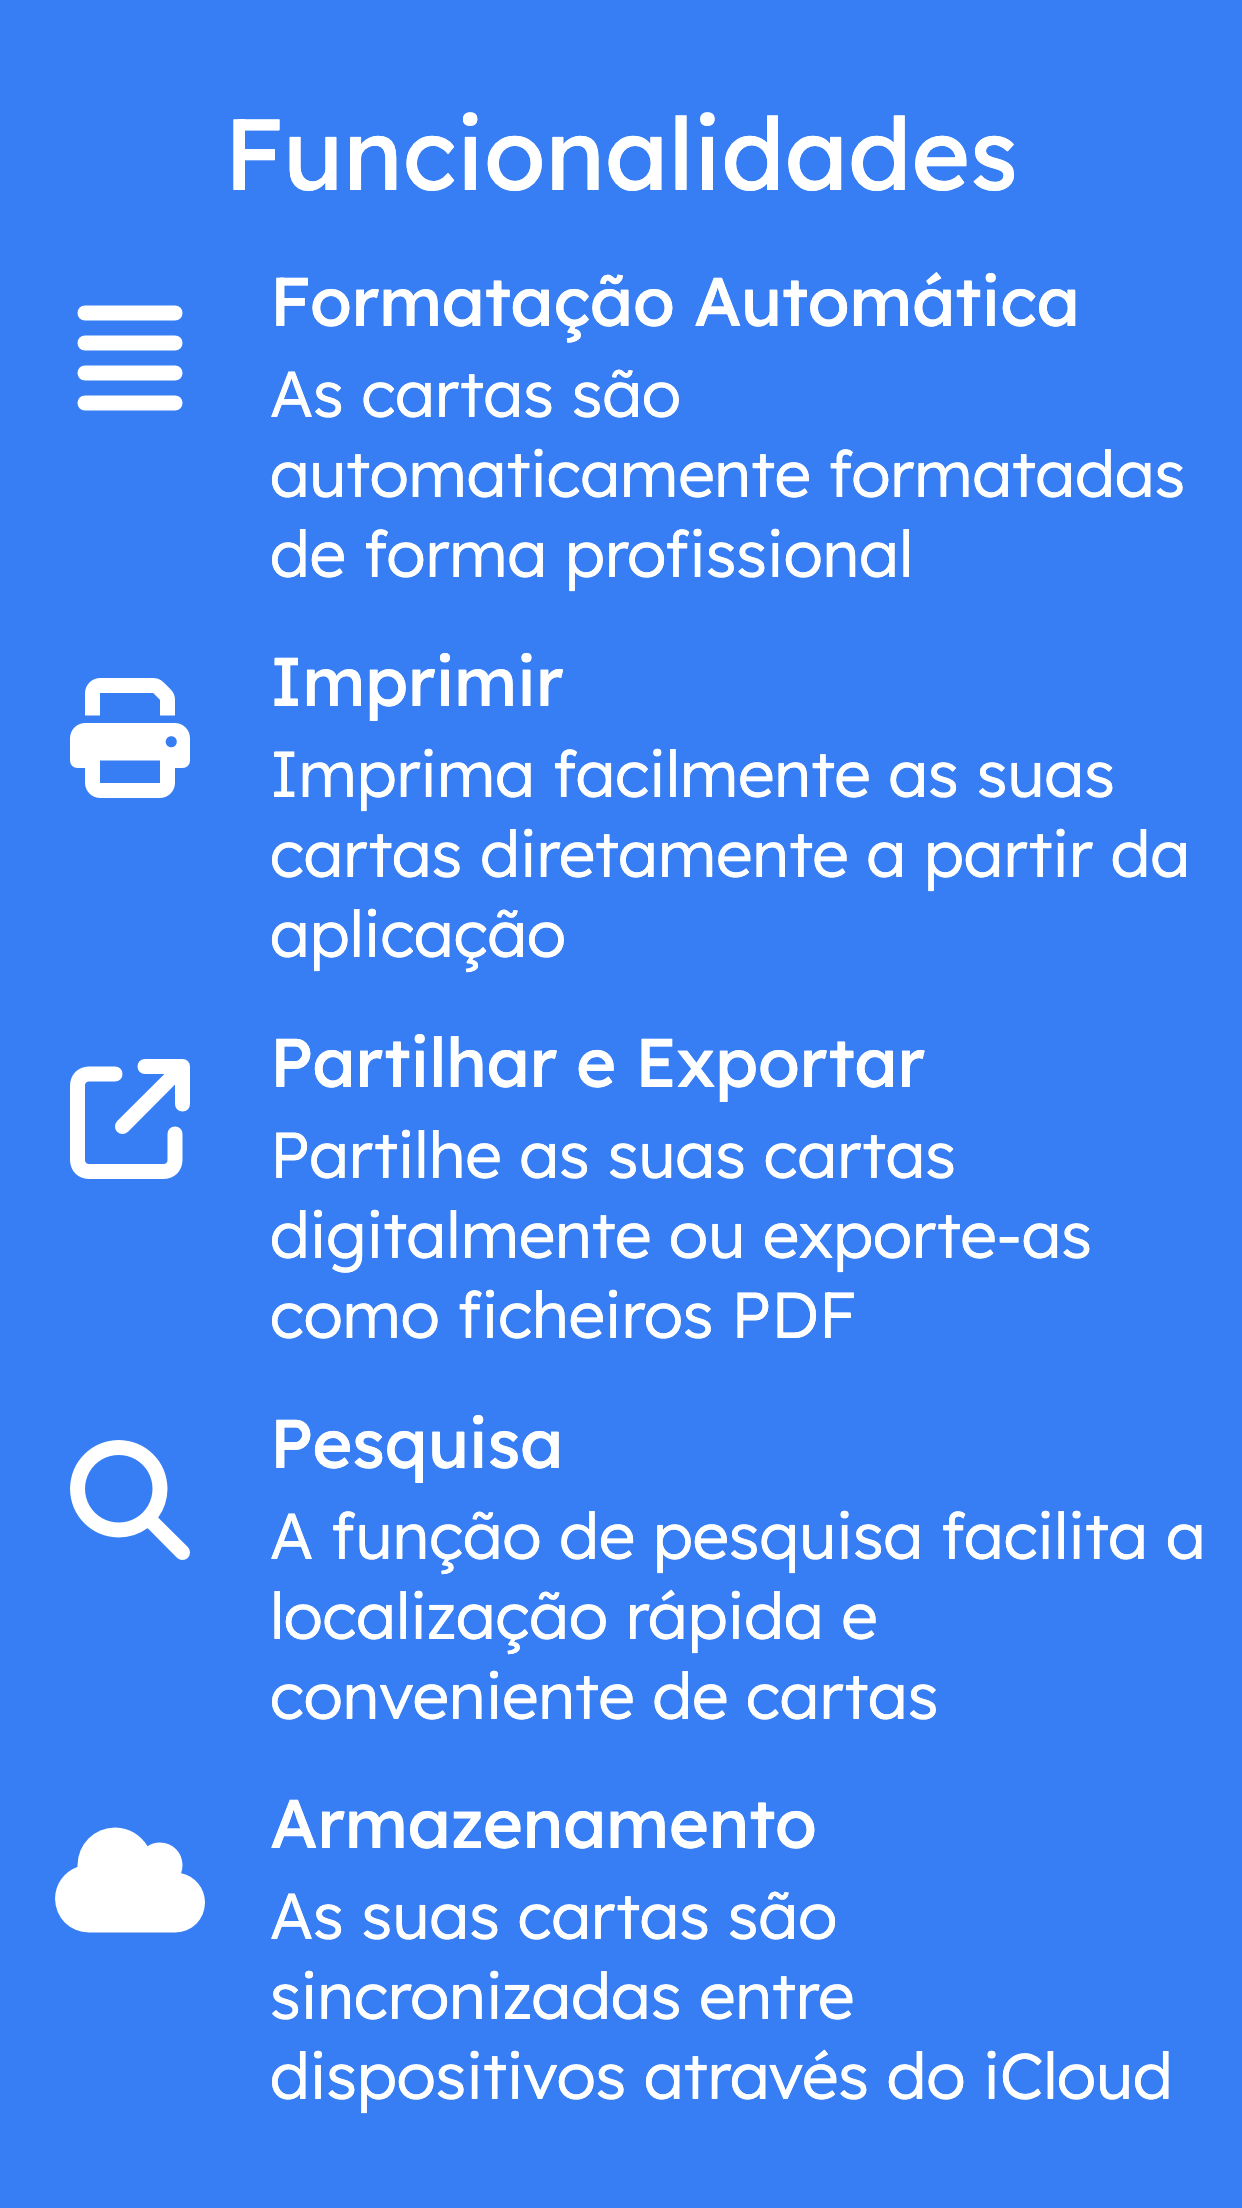 Funcionalidades
Formatação Automática
As cartas são
automaticamente formatadas
de forma profissional
Imprimir
Imprima facilmente as suas
cartas diretamente a partir da
aplicação
Partilhar e Exportar
Partilhe as suas cartas
digitalmente ou exporte-as
como ficheiros PDF
Pesquisa
A função de pesquisa facilita a
localização rápida e
conveniente de cartas
Armazenamento
As suas cartas são
sincronizadas entre
dispositivos através do iCloud